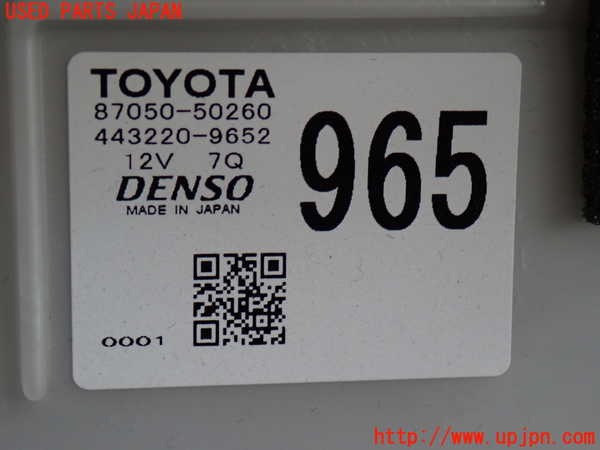 USED PARTS JAPAN
TOYOTA
87050-50260
443220-9652
12V 7Q
DENSO
MADE IN JAPAN
965
0001
http://www.upjpn.com/